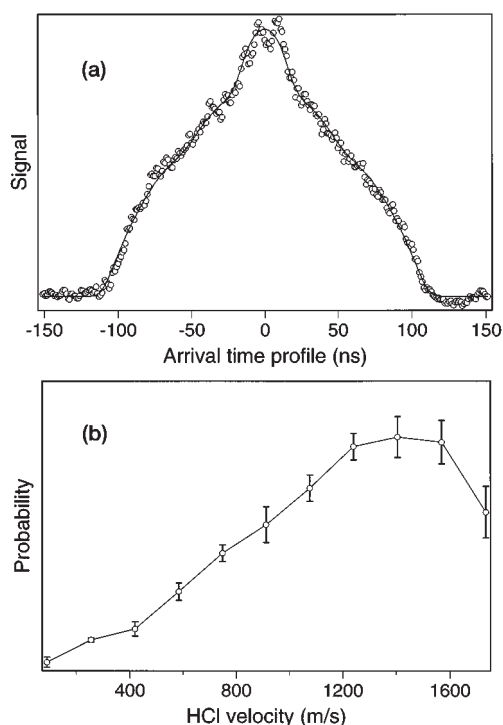 (a)
Signal
-150 -100 -50 0 50 100 150
Arrival time profile (ns)
(b)
Probability
400 800 1200 1600
HCl velocity (m/s)